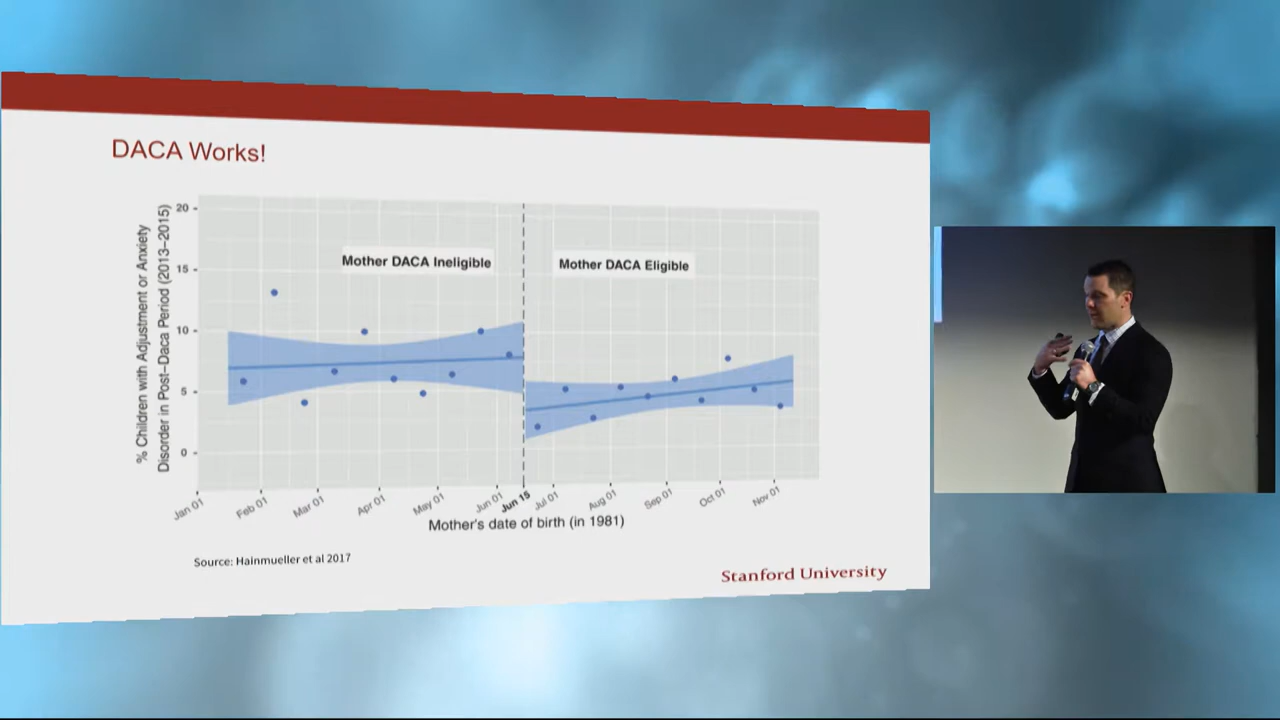 DACA Works!
% Children with Adjustment or Anxiety
Disorder in Post-Daca Period (2013-2015)
20
15
10
5
0
Mother DACA Ineligible
Mother DACA Eligible
Jan 01
Feb 01
Mar 01
Apr 01
May 01
Jun 01
Jun 15
Jul 01
Aug 01
Sep 01
Oct 01
Nov 01
Mother's date of birth (in 1981)
Source: Hainmueller et al 2017
Stanford University